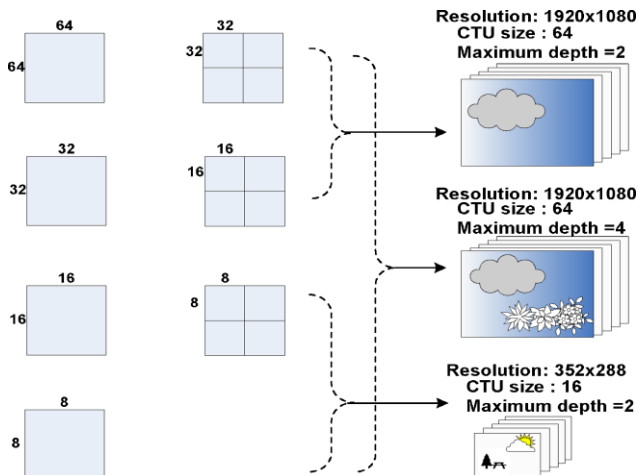 64
64
32
32
Resolution: 1920x1080
CTU size : 64
Maximum depth =2
32
32
16
16
Resolution: 1920x1080
CTU size : 64
Maximum depth =4
16
16
8
8
Resolution: 352x288
CTU size : 16
Maximum depth =2
8
8